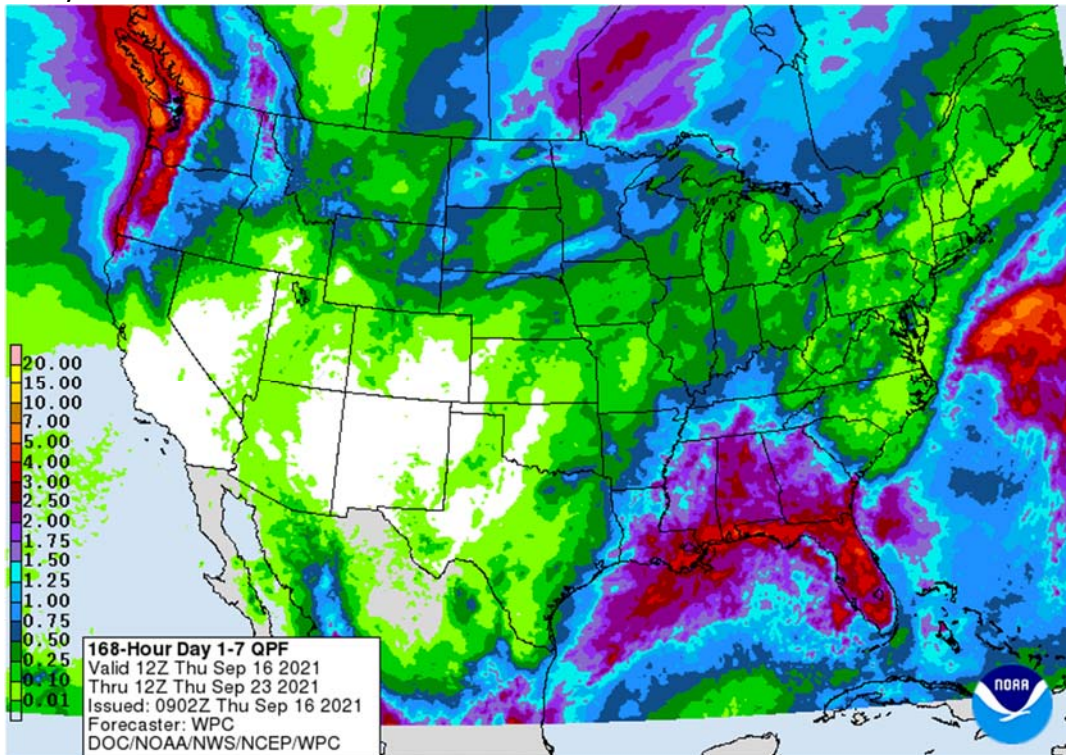 20.00
15.00
10.00
7.00
5.00
4.00
3.00
2.50
2.00
1.75
1.50
1.25
1.00
0.75
0.50
0.25
0.10
0.01
168-Hour Day 1-7 QPF
Valid 12Z Thu Sep 16 2021
Thru 12Z Thu Sep 23 2021
Issued: 0902Z Thu Sep 16 2021
Forecaster: WPC
DOC/NOAA/NWS/NCEP/WPC
NOAA